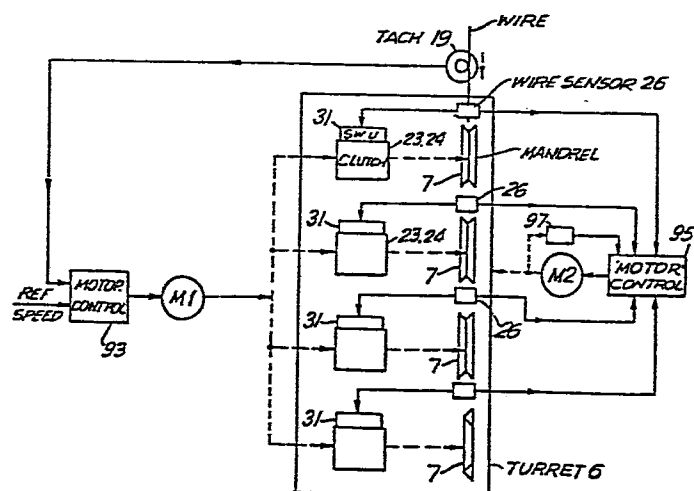 WIRE
TACH 19
WIRE SENSOR 26
31
SWU
23,24
CLUTCH
MANDREL
7
26
31
23,24
97
95
7
MOTOR
CONTROL
M1
M2
MOTOR
CONTROL
REF
SPEED
93
31
26
7
31
7
TURRET 6